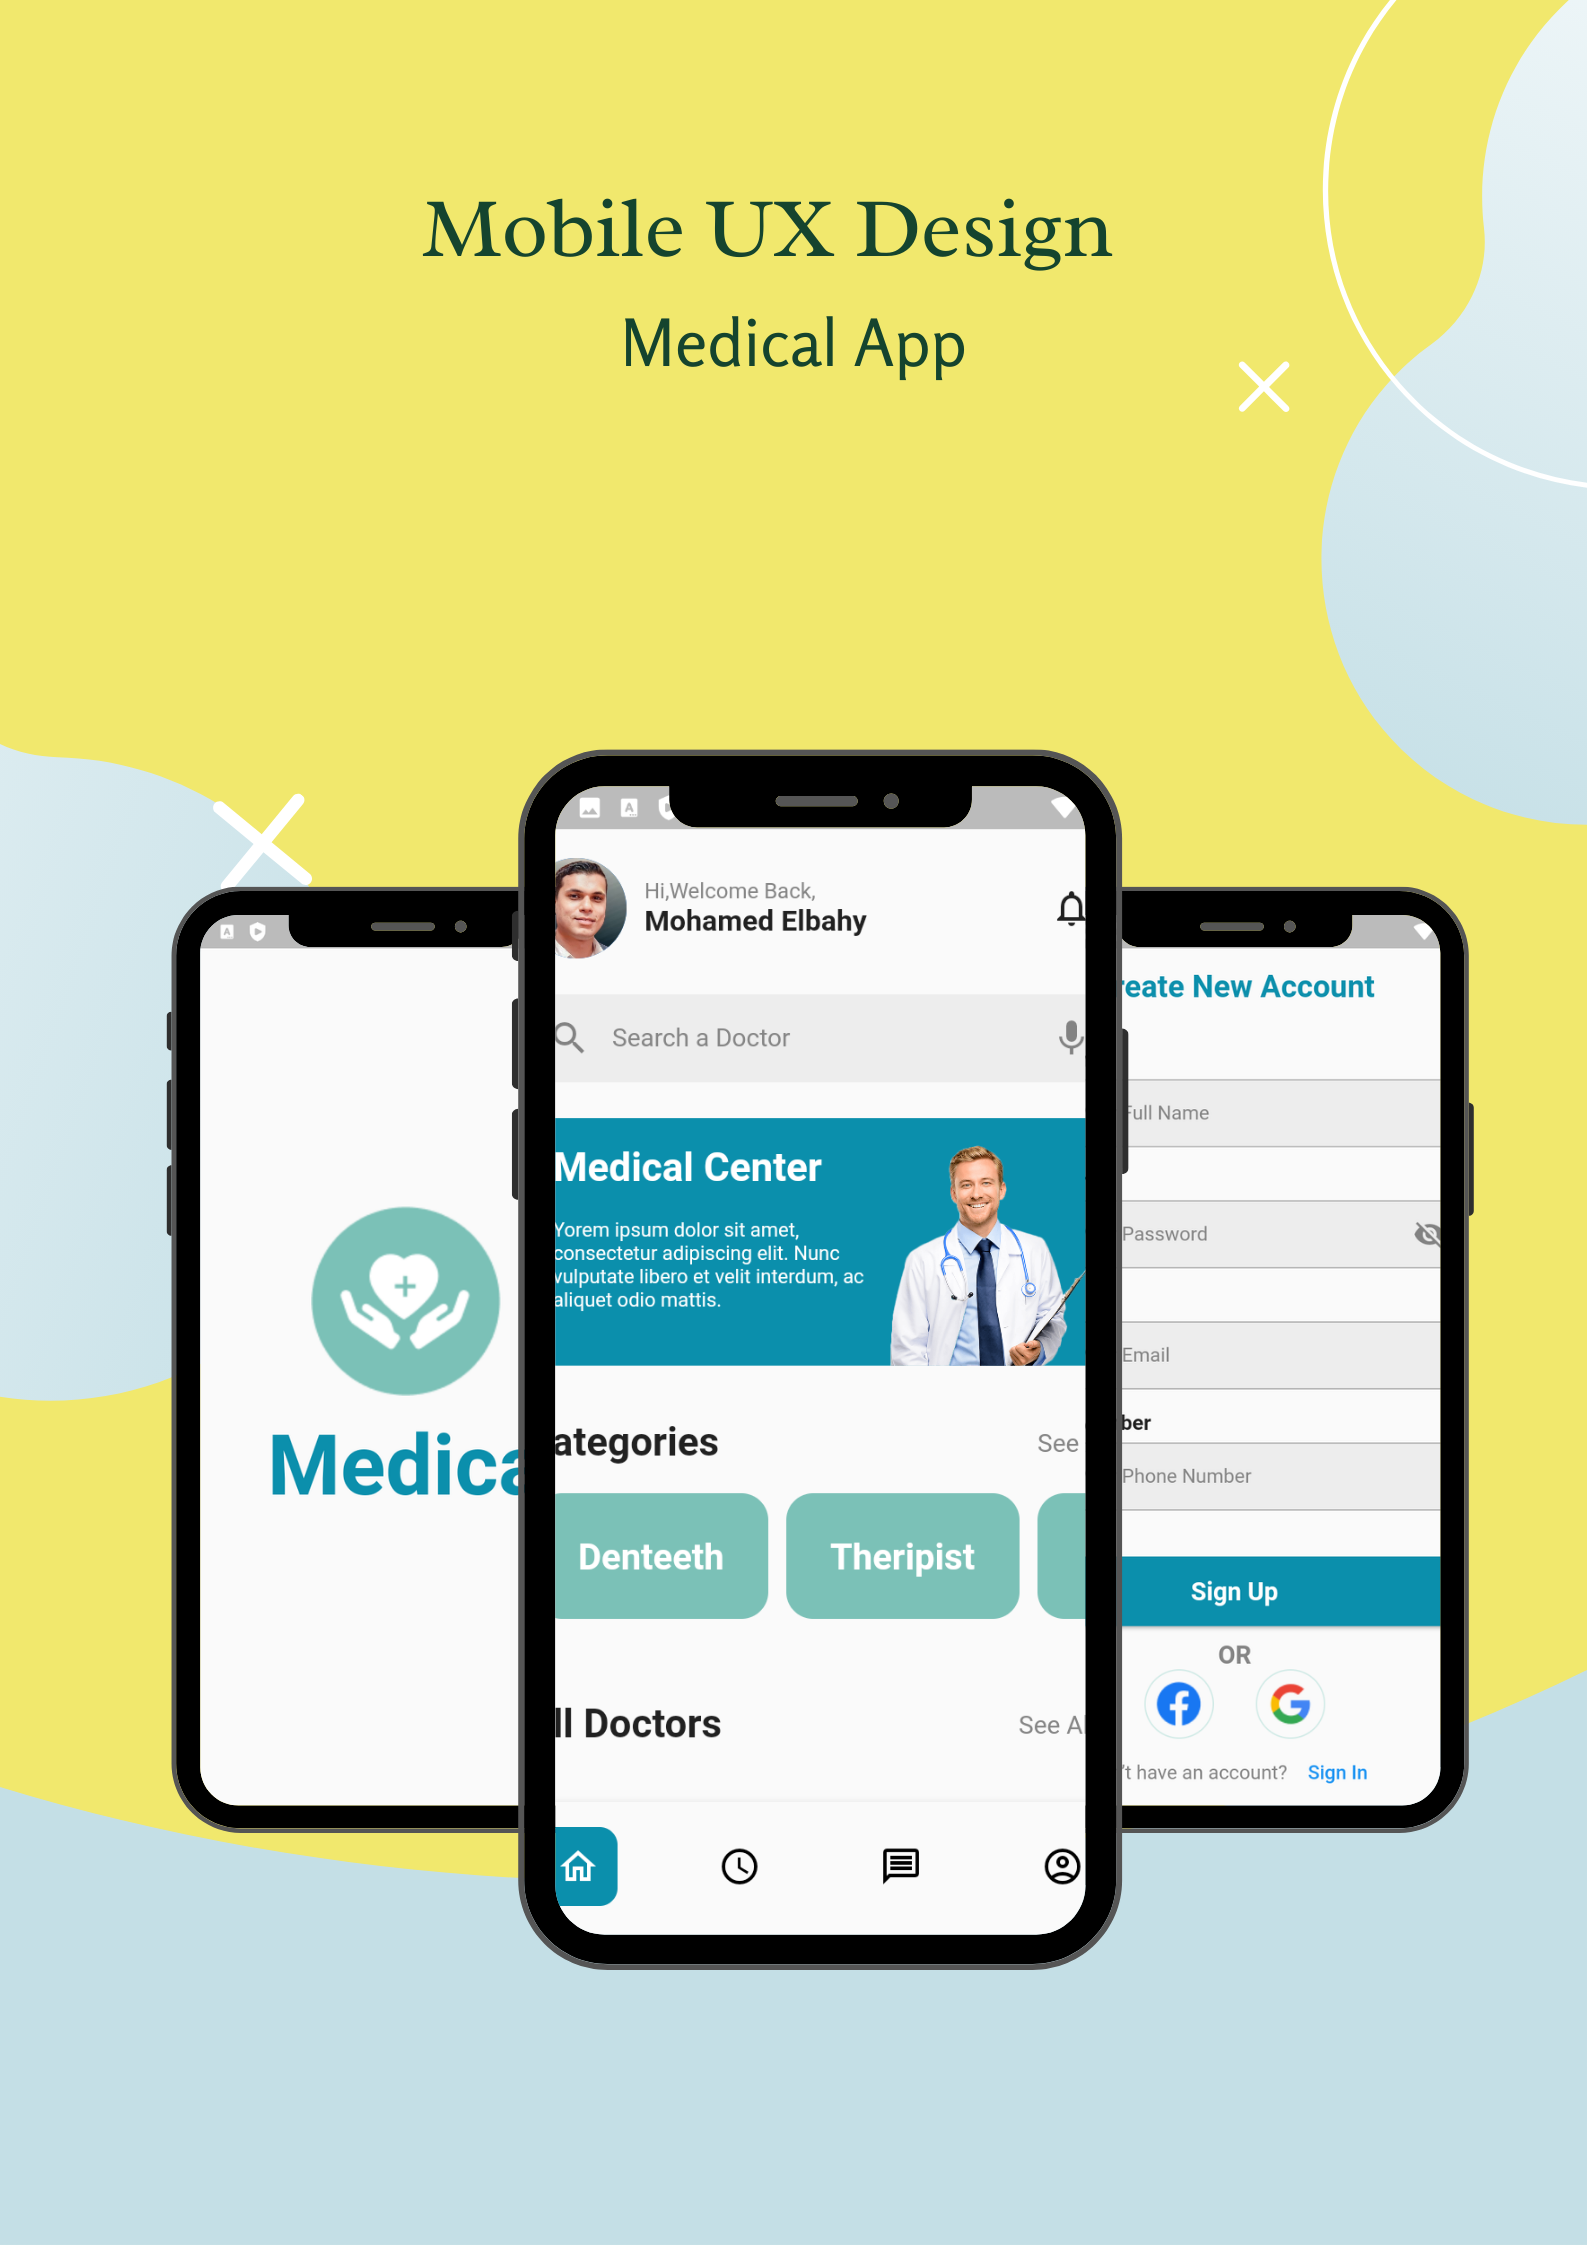 Mobile UX Design
Medical App
Medica
Hi,Welcome Back,
Mohamed Elbahy
Search a Doctor
Medical Center
Yorem ipsum dolor sit amet,
consectetur adipiscing elit. Nunc
vulputate libero et velit interdum, ac
aliquet odio mattis.
ategories
See
Denteeth
Theripist
ll Doctors
See Al
reate New Account
Full Name
Password
Email
ber
Phone Number
Sign Up
OR
't have an account? Sign In